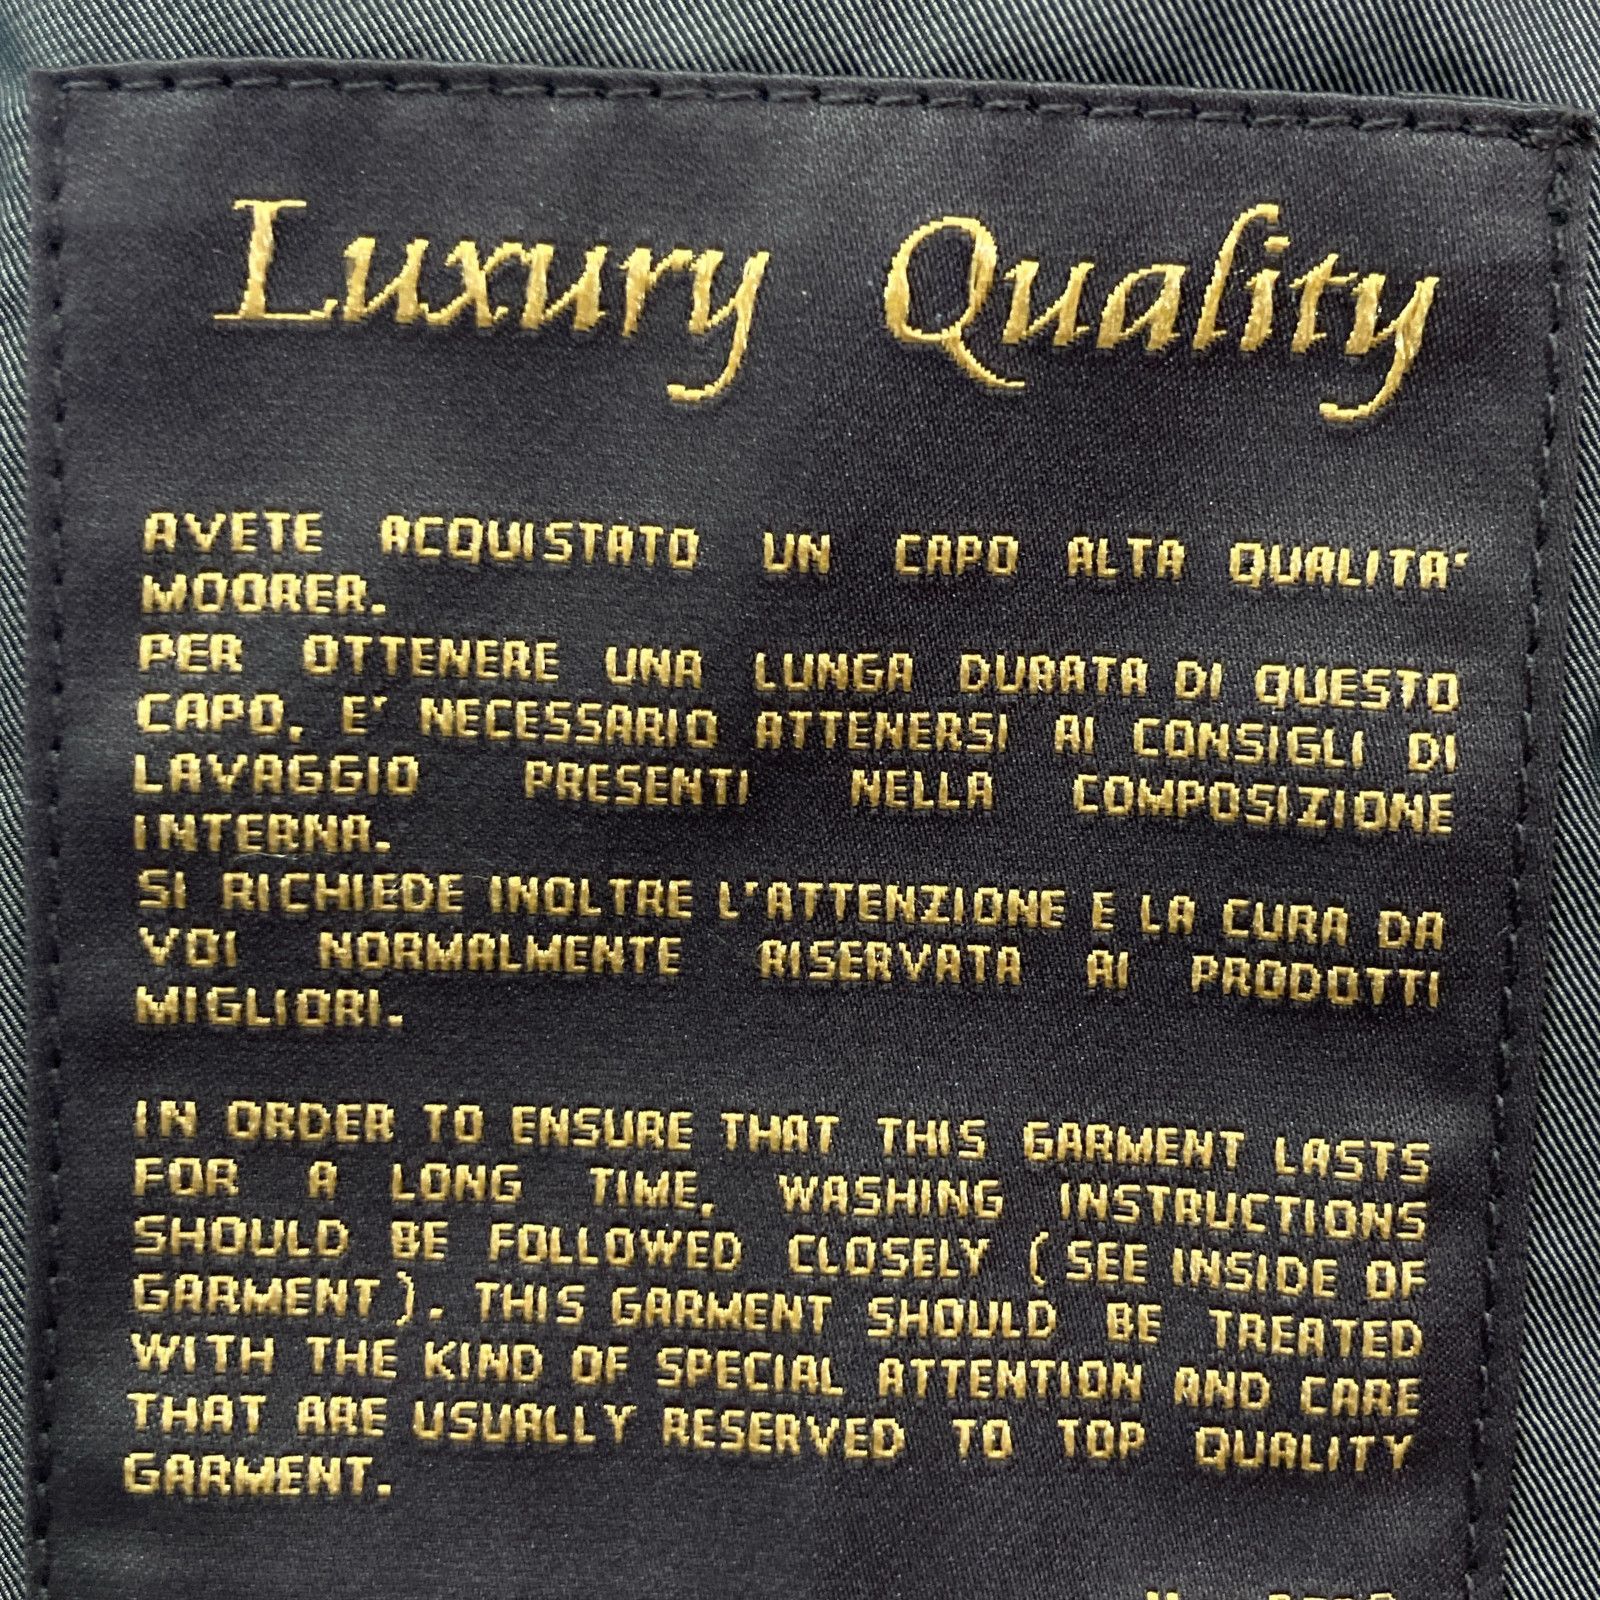 Luxury Quality
AVETE ACQUISTATO UN CAPO ALTA QUALITA'
MOORER.
PER OTTENERE UNA LUNGA DURATA DI QUESTO
CAPO, E' NECESSARIO ATTENERSI AI CONSIGLI DI
LAVAGGIO PRESENTI NELLA COMPOSIZIONE
INTERNA.
SI RICHIEDE INOLTRE L'ATTENZIONE E LA CURA DA
VOI NORMALMENTE RISERVATA AI PRODOTTI
MIGLIORI.
IN ORDER TO ENSURE THAT THIS GARMENT LASTS
FOR A LONG TIME, WASHING INSTRUCTIONS
SHOULD BE FOLLOWED CLOSELY (SEE INSIDE OF
GARMENT). THIS GARMENT SHOULD BE TREATED
WITH THE KIND OF SPECIAL ATTENTION AND CARE
THAT ARE USUALLY RESERVED TO TOP QUALITY
GARMENT.